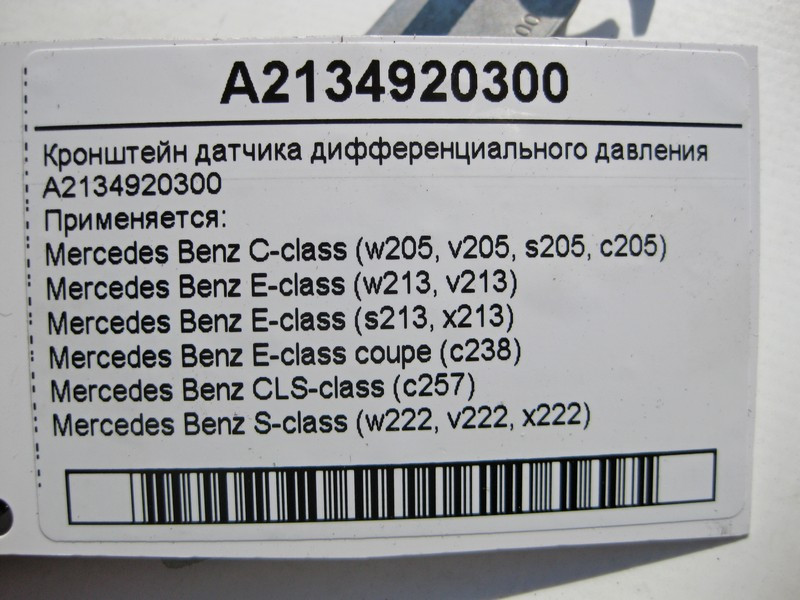 00
A2134920300
Кронштейн датчика дифференциального давления
A2134920300
Применяется:
Mercedes Benz C-class (w205, v205, s205, c205)
Mercedes Benz E-class (w213, v213)
Mercedes Benz E-class (s213, x213)
Mercedes Benz E-class coupe (c238)
Mercedes Benz CLS-class (c257)
Mercedes Benz S-class (w222, v222, x222)